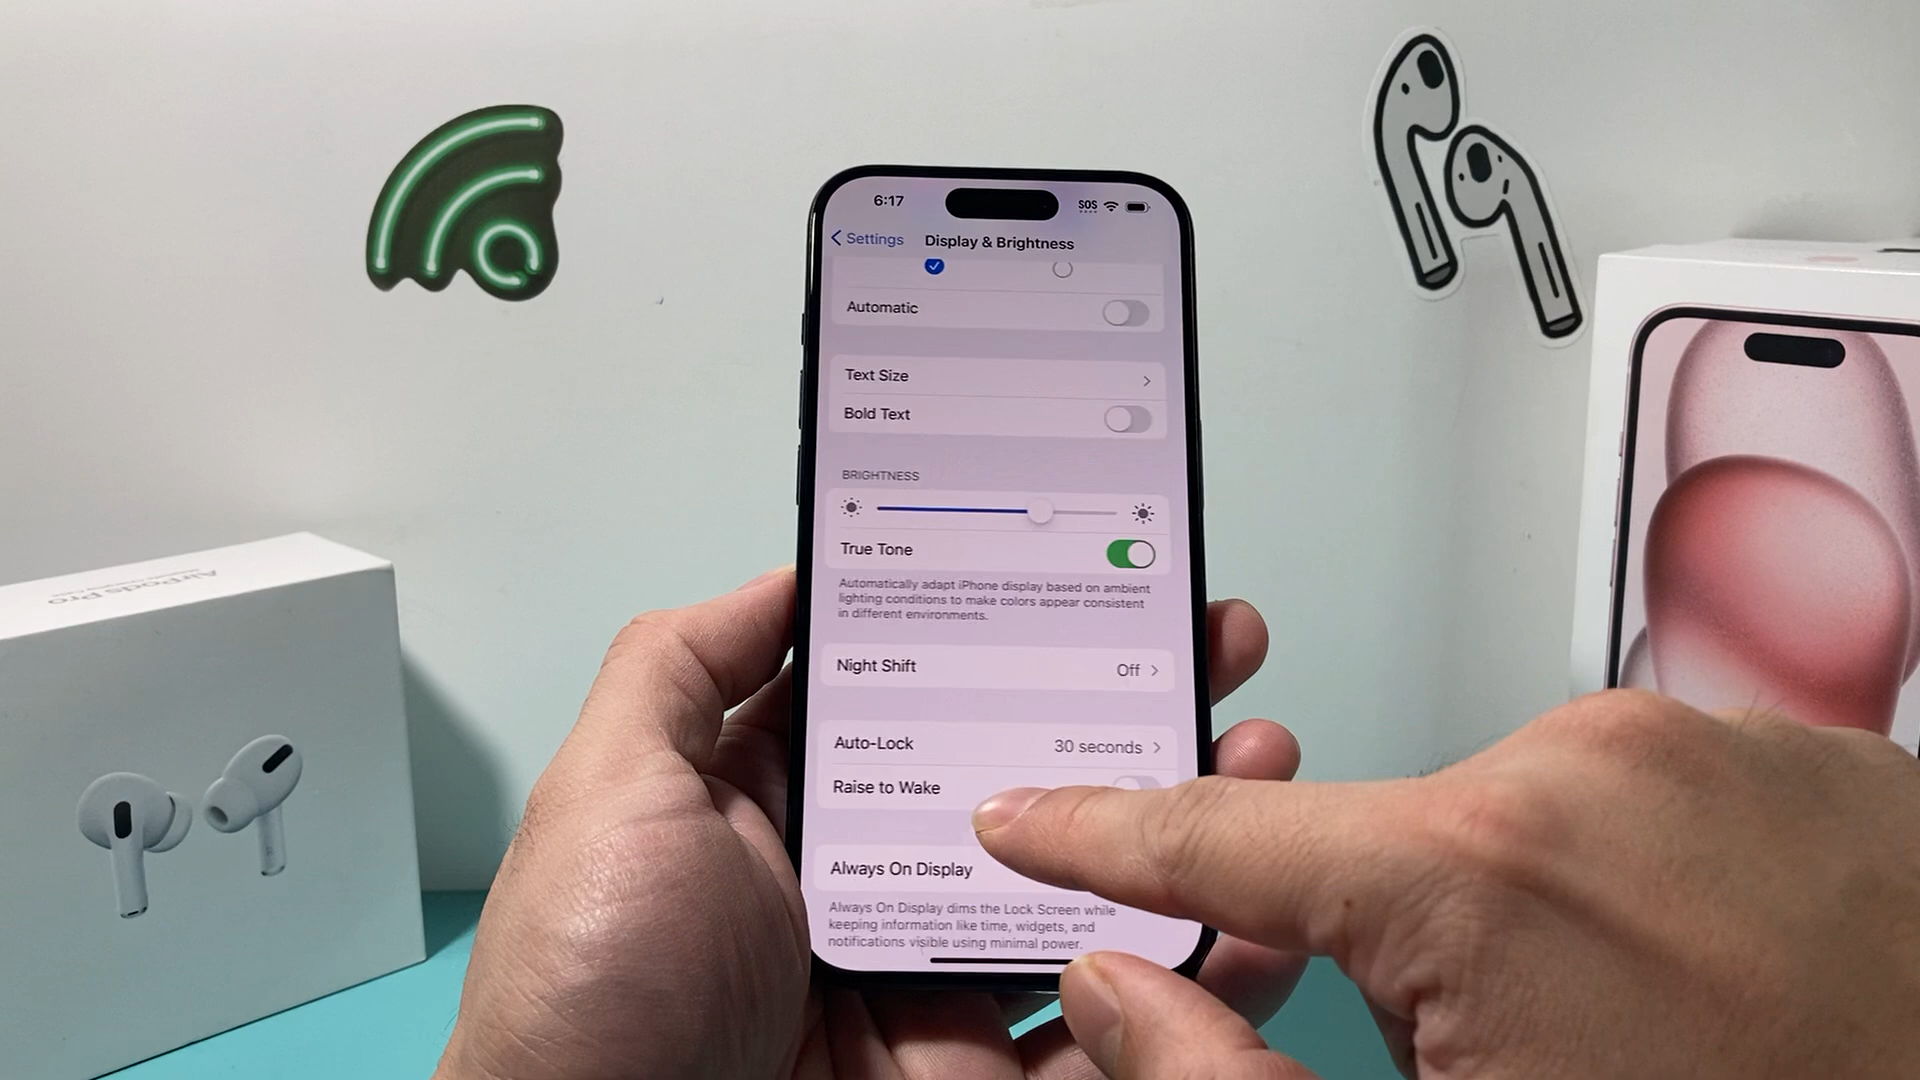 6:17
SOS
Settings
Display & Brightness
Automatic
Text Size
Bold Text
BRIGHTNESS
True Tone
Automatically adapt iPhone display based on ambient
lighting conditions to make colors appear consistent
in different environments.
Night Shift
Off
Auto-Lock
30 seconds
Raise to Wake
Always On Display
Always On Display dims the Lock Screen while
keeping information like time, widgets, and
notifications visible using minimal power.
AirPods Pro